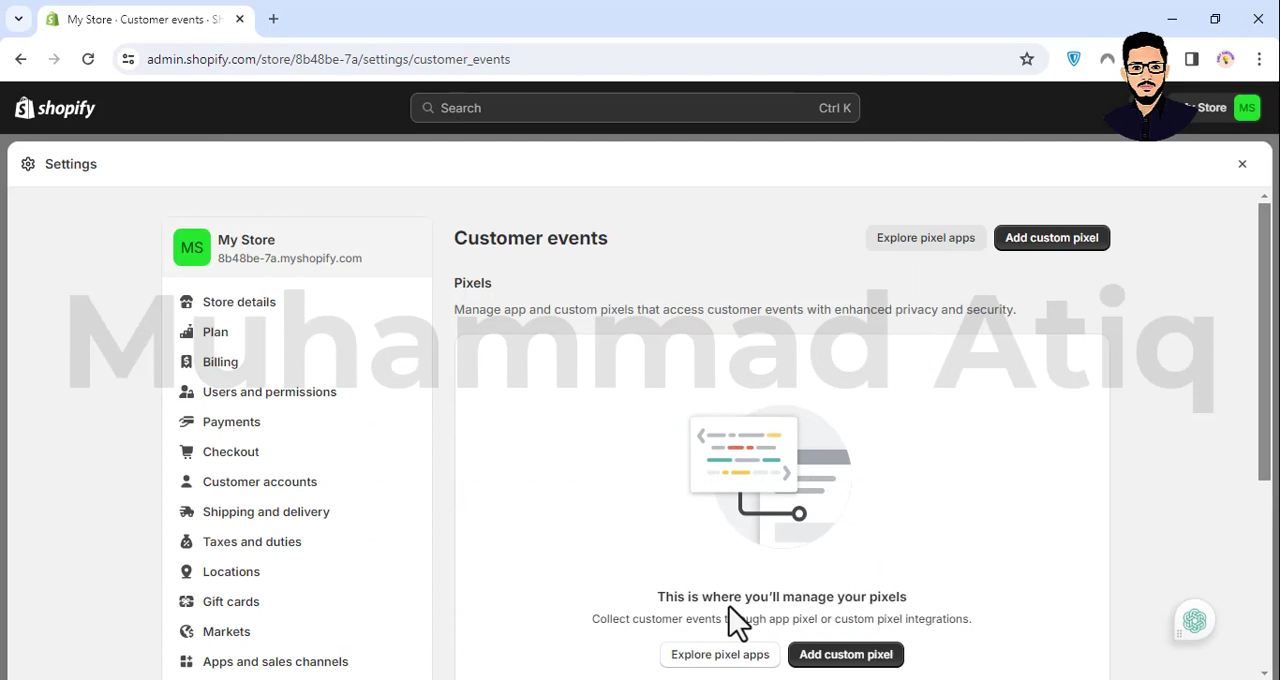 My Store · Customer events · Sh
admin.shopify.com/store/8b48be-7a/settings/customer_events
shopify
Search
Ctrl K
Store
MS
Settings
MS
My Store
8b48be-7a.myshopify.com
Store details
Plan
Billing
Users and permissions
Payments
Checkout
Customer accounts
Shipping and delivery
Taxes and duties
Locations
Gift cards
Markets
Apps and sales channels
Customer events
Explore pixel apps
Add custom pixel
Pixels
Manage app and custom pixels that access customer events with enhanced privacy and security.
Muhammad Atiq
This is where you'll manage your pixels
Collect customer events through app pixel or custom pixel integrations.
Explore pixel apps
Add custom pixel